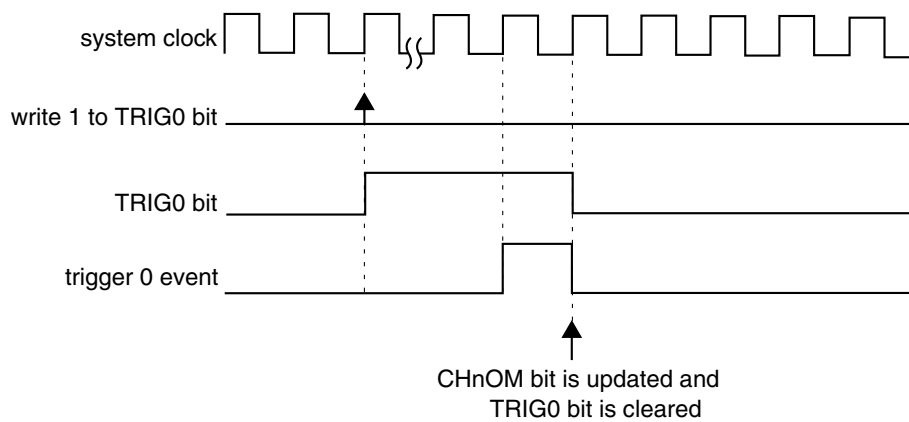 system clock
write 1 to TRIG0 bit
TRIG0 bit
trigger 0 event
CHnOM bit is updated and
TRIG0 bit is cleared